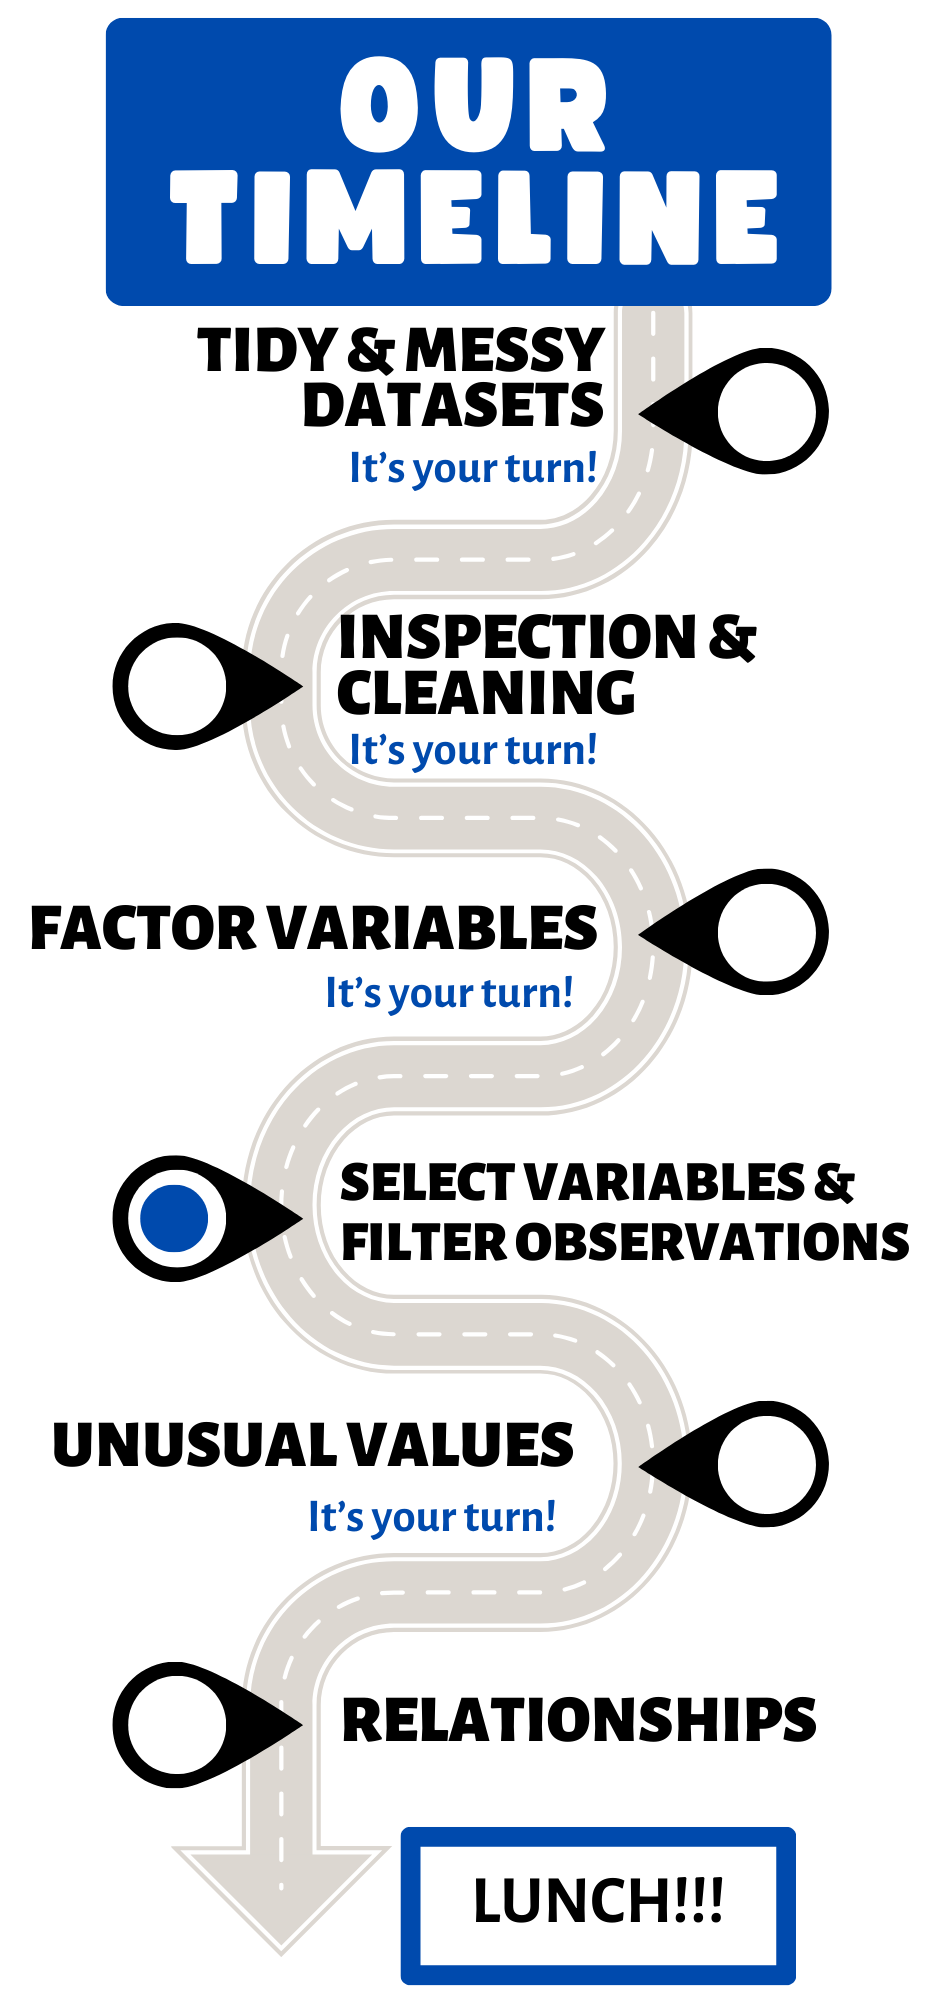 OUR
TIMELINE
TIDY & MESSY
DATASETS
It's your turn!
INSPECTION &
CLEANING
It's your turn!
FACTOR VARIABLES
It's your turn!
SELECT VARIABLES &
FILTER OBSERVATIONS
UNUSUAL VALUES
It's your turn!
RELATIONSHIPS
LUNCH!!!